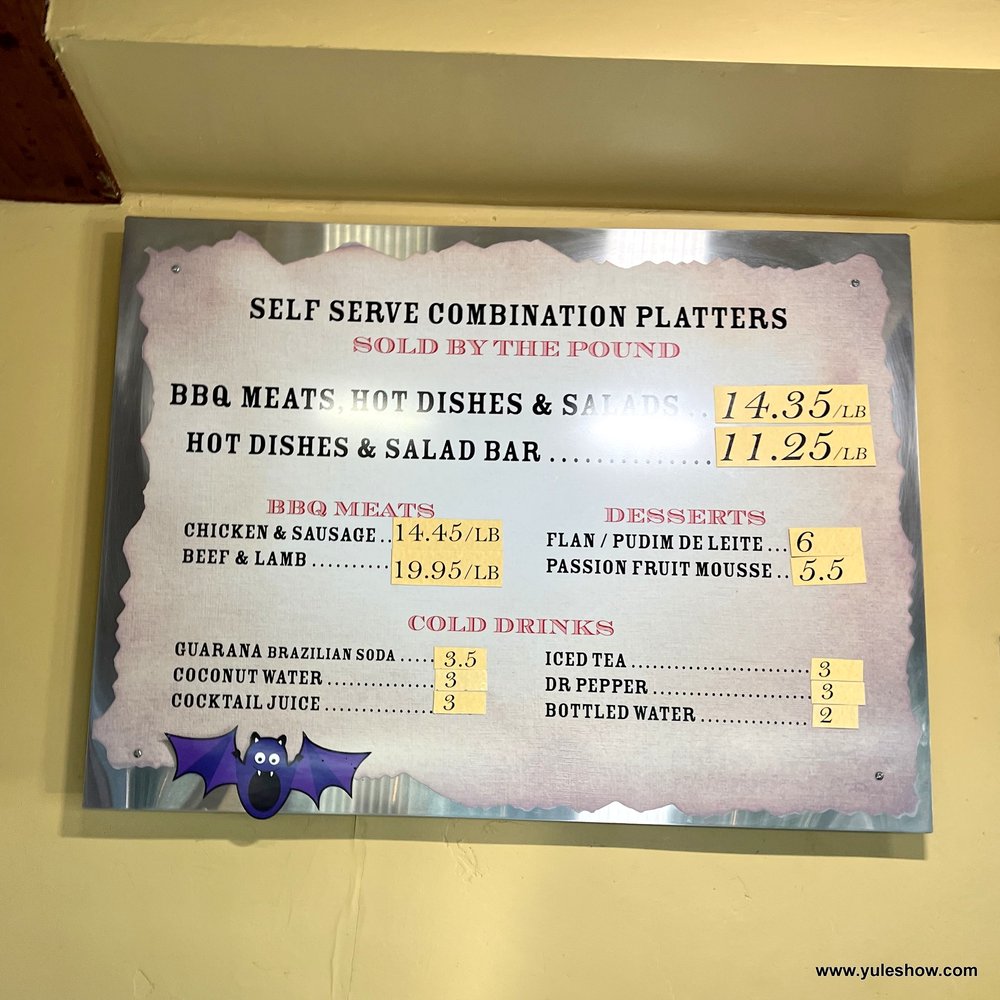 SELF SERVE COMBINATION PLATTERS
SOLD BY THE POUND
BBQ MEATS, HOT DISHES & SALADS .. 14.35/LB
HOT DISHES & SALAD BAR .............. 11.25/LB
BBQ MEATS
CHICKEN & SAUSAGE .. 14.45/LB
BEEF & LAMB .......... 19.95/LB
DESSERTS
FLAN / PUDIM DE LEITE ... 6
PASSION FRUIT MOUSSE .. 5.5
COLD DRINKS
GUARANA BRAZILIAN SODA ..... 3.5
COCONUT WATER ............... 3
COCKTAIL JUICE ............... 3
ICED TEA ......................... 3
DR PEPPER ...................... 3
BOTTLED WATER ............... 2
www.yuleshow.com